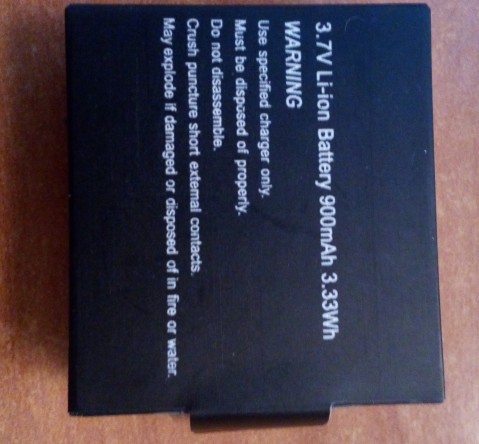 3.7V Li-ion Battery 900mAh 3.33Wh
WARNING
Use specified charger only.
Must be disposed of properly.
Do not disassemble.
Crush puncture short external contacts.
May explode if damaged or disposed of in fire or water.